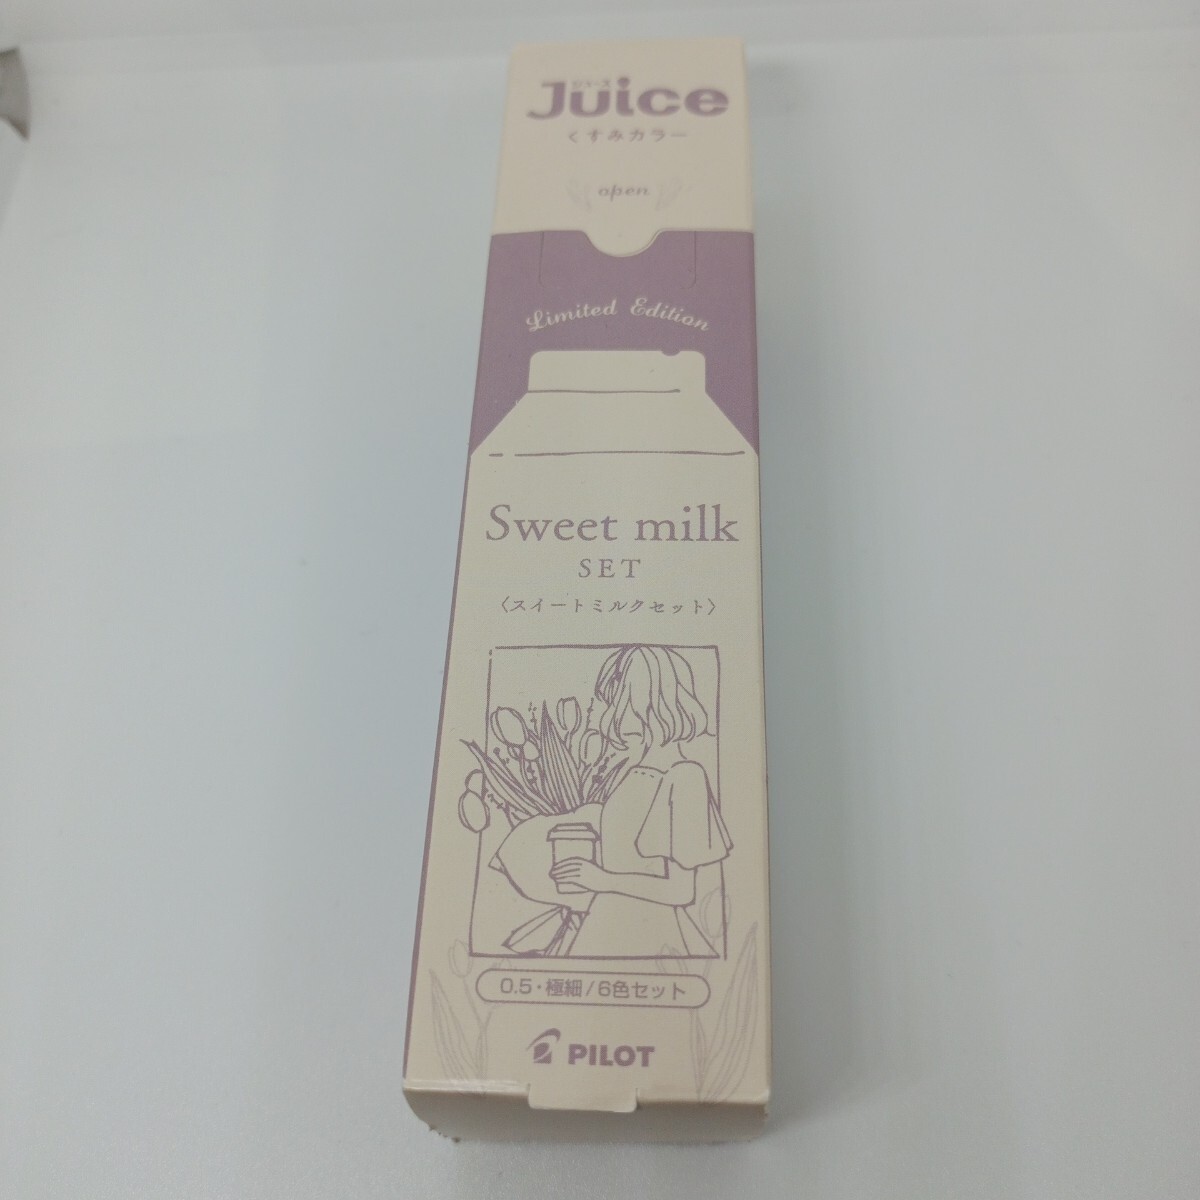 ジュース
Juice
くすみカラー
open
Limited Edition
Sweet milk
SET
〈スイートミルクセット〉
0.5・極細/6色セット
PILOT